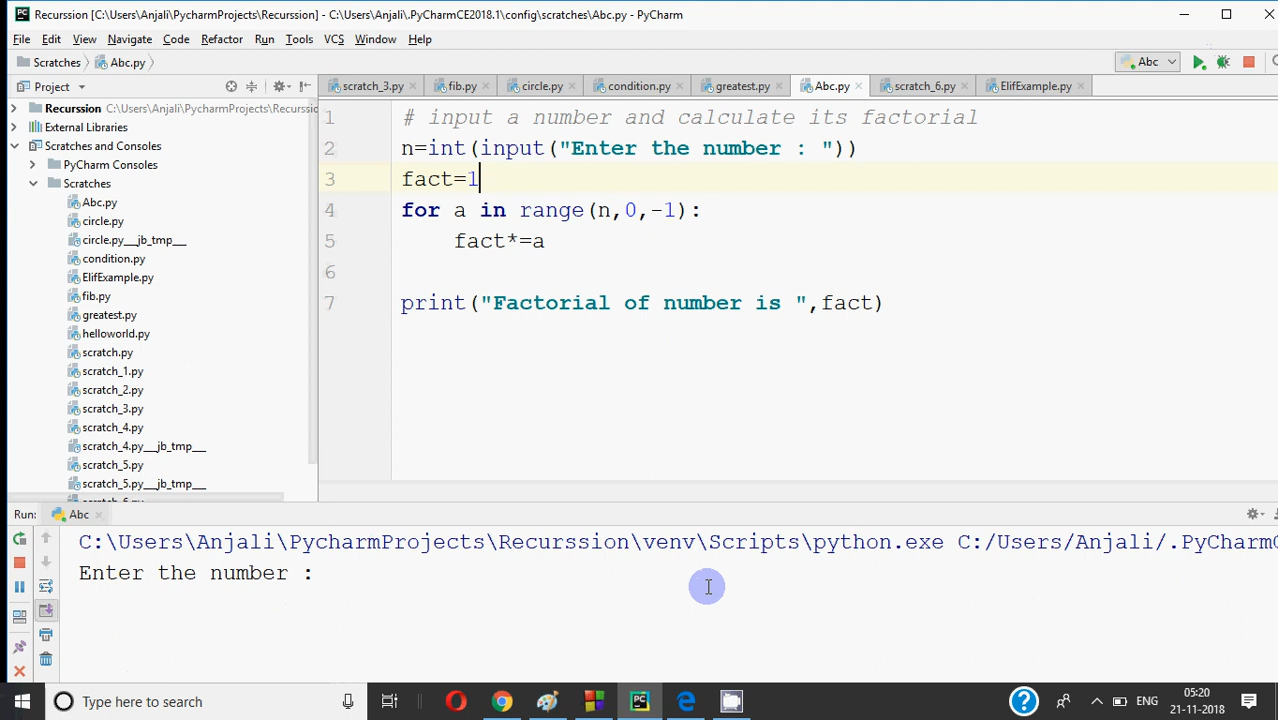 Recurssion [C:\Users\Anjali\PycharmProjects\Recurssion] - C:\Users\Anjali\.PyCharmCE2018.1\config\scratches\Abc.py - PyCharm
File Edit View Navigate Code Refactor Run Tools VCS Window Help
Scratches Abc.py Abc
Project scratch_3.py fib.py circle.py condition.py greatest.py Abc.py scratch_6.py ElifExample.py
Recurssion C:\Users\Anjali\PycharmProjects\Recurssio
External Libraries
Scratches and Consoles
PyCharm Consoles
Scratches
Abc.py
circle.py
circle.py___jb_tmp___
condition.py
ElifExample.py
fib.py
greatest.py
helloworld.py
scratch.py
scratch_1.py
scratch_2.py
scratch_3.py
scratch_4.py
scratch_4.py___jb_tmp___
scratch_5.py
scratch_5.py___jb_tmp___
scratch_6.py
1 # input a number and calculate its factorial
2 n=int(input("Enter the number : "))
3 fact=1
4 for a in range(n,0,-1):
5 fact*=a
6
7 print("Factorial of number is ",fact)
Run: Abc
C:\Users\Anjali\PycharmProjects\Recurssion\venv\Scripts\python.exe C:/Users/Anjali/.PyCharmC
Enter the number :
Type here to search ENG 05:20
21-11-2018